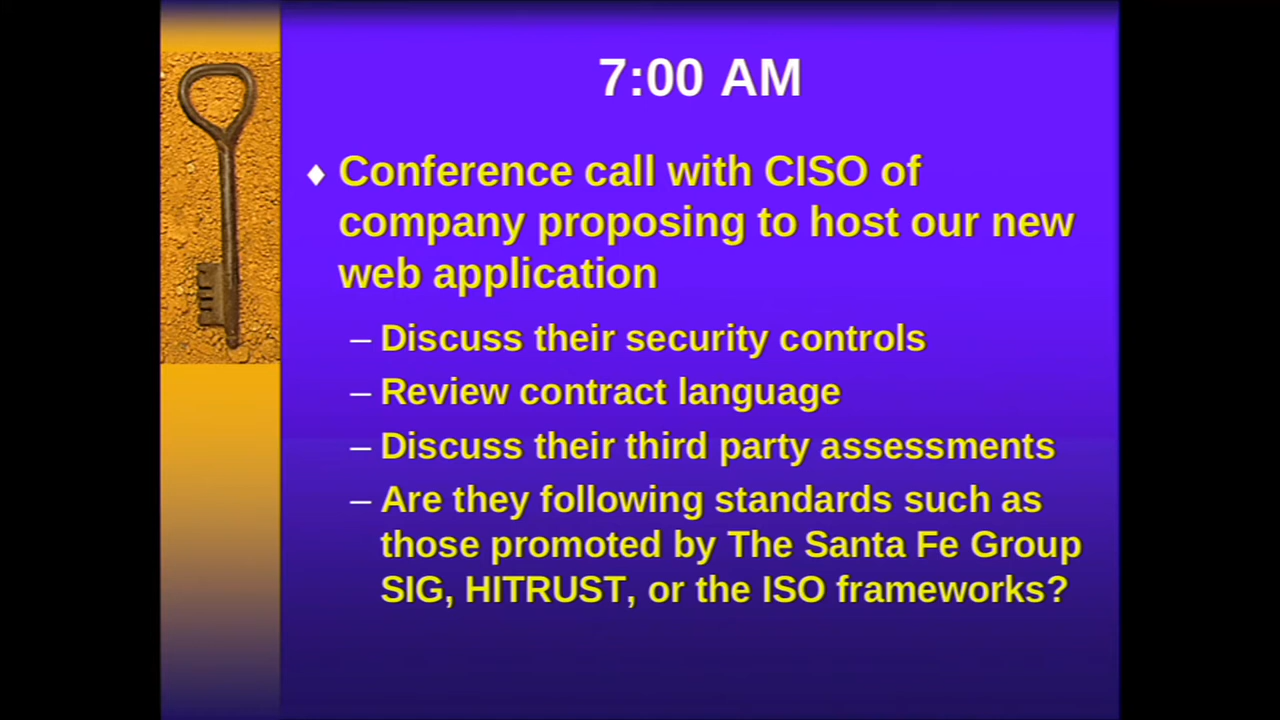 7:00 AM
♦ Conference call with CISO of
company proposing to host our new
web application
– Discuss their security controls
– Review contract language
– Discuss their third party assessments
– Are they following standards such as
those promoted by The Santa Fe Group
SIG, HITRUST, or the ISO frameworks?